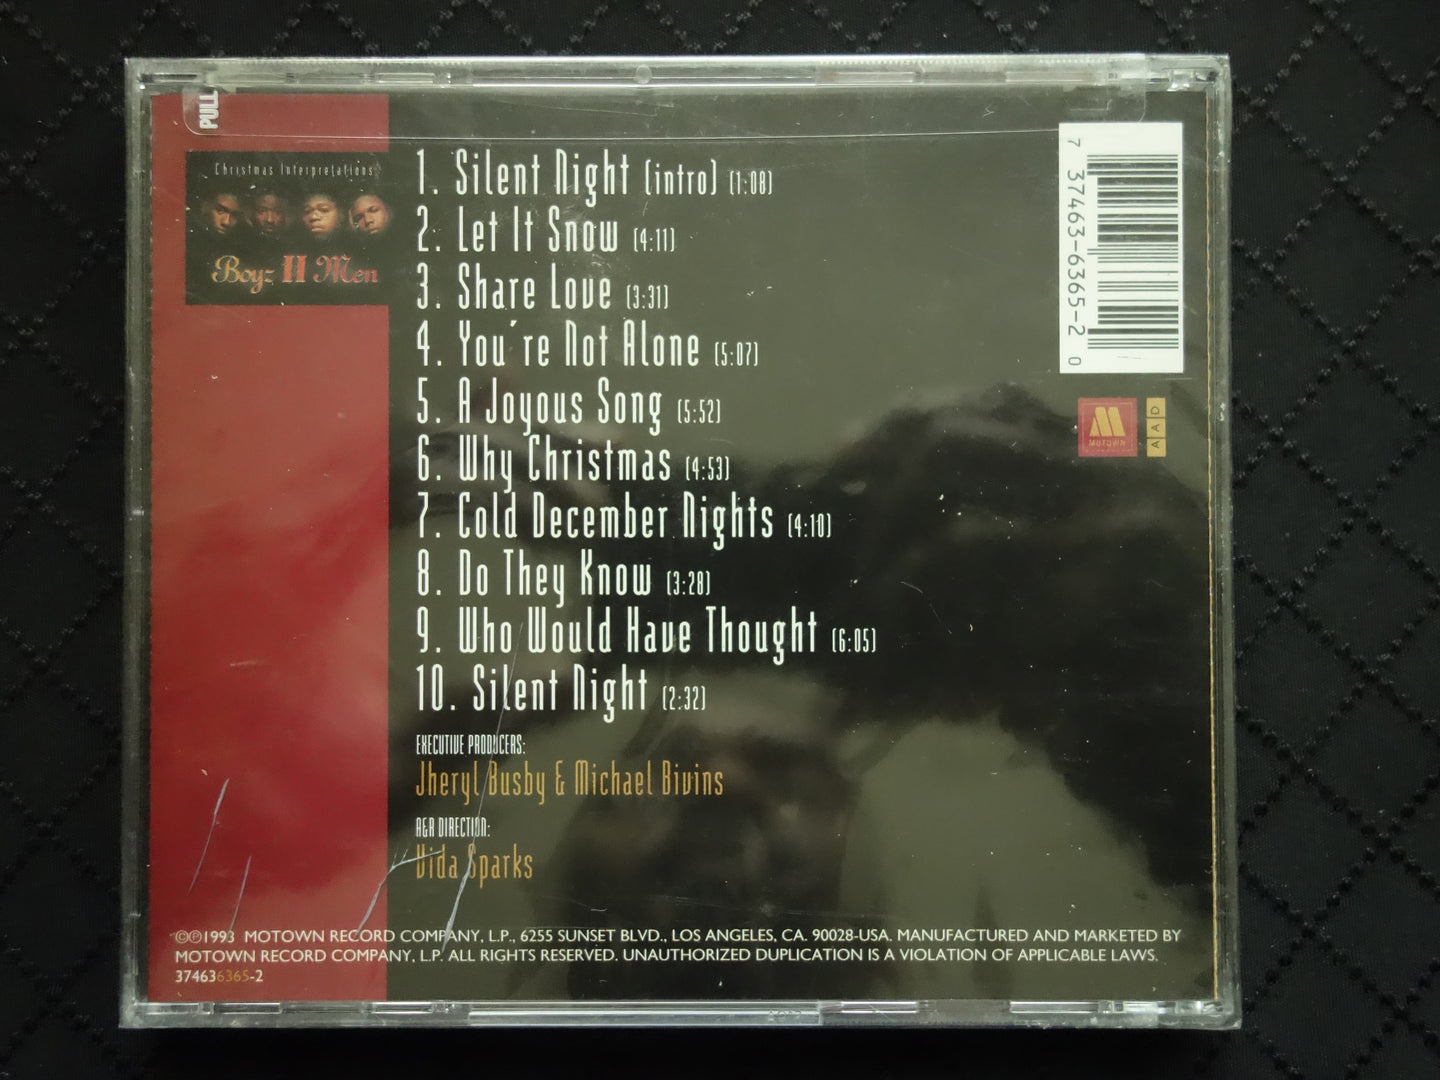 PULL
Christmas Interpretations
Boyz II Men
1. Silent Night (intro) (1:08)
2. Let It Snow (4:11)
3. Share Love (3:31)
4. You're Not Alone (5:07)
5. A Joyous Song (5:52)
6. Why Christmas (4:53)
7. Cold December Nights (4:10)
8. Do They Know (3:28)
9. Who Would Have Thought (6:05)
10. Silent Night (2:32)
EXECUTIVE PRODUCERS:
Jheryl Busby & Michael Bivins
A&R DIRECTION:
Vida Sparks
7 37463-6365-2 0
MOTOWN
AAD
©℗1993 MOTOWN RECORD COMPANY, L.P., 6255 SUNSET BLVD., LOS ANGELES, CA. 90028-USA. MANUFACTURED AND MARKETED BY
MOTOWN RECORD COMPANY, L.P. ALL RIGHTS RESERVED. UNAUTHORIZED DUPLICATION IS A VIOLATION OF APPLICABLE LAWS.
374636365-2